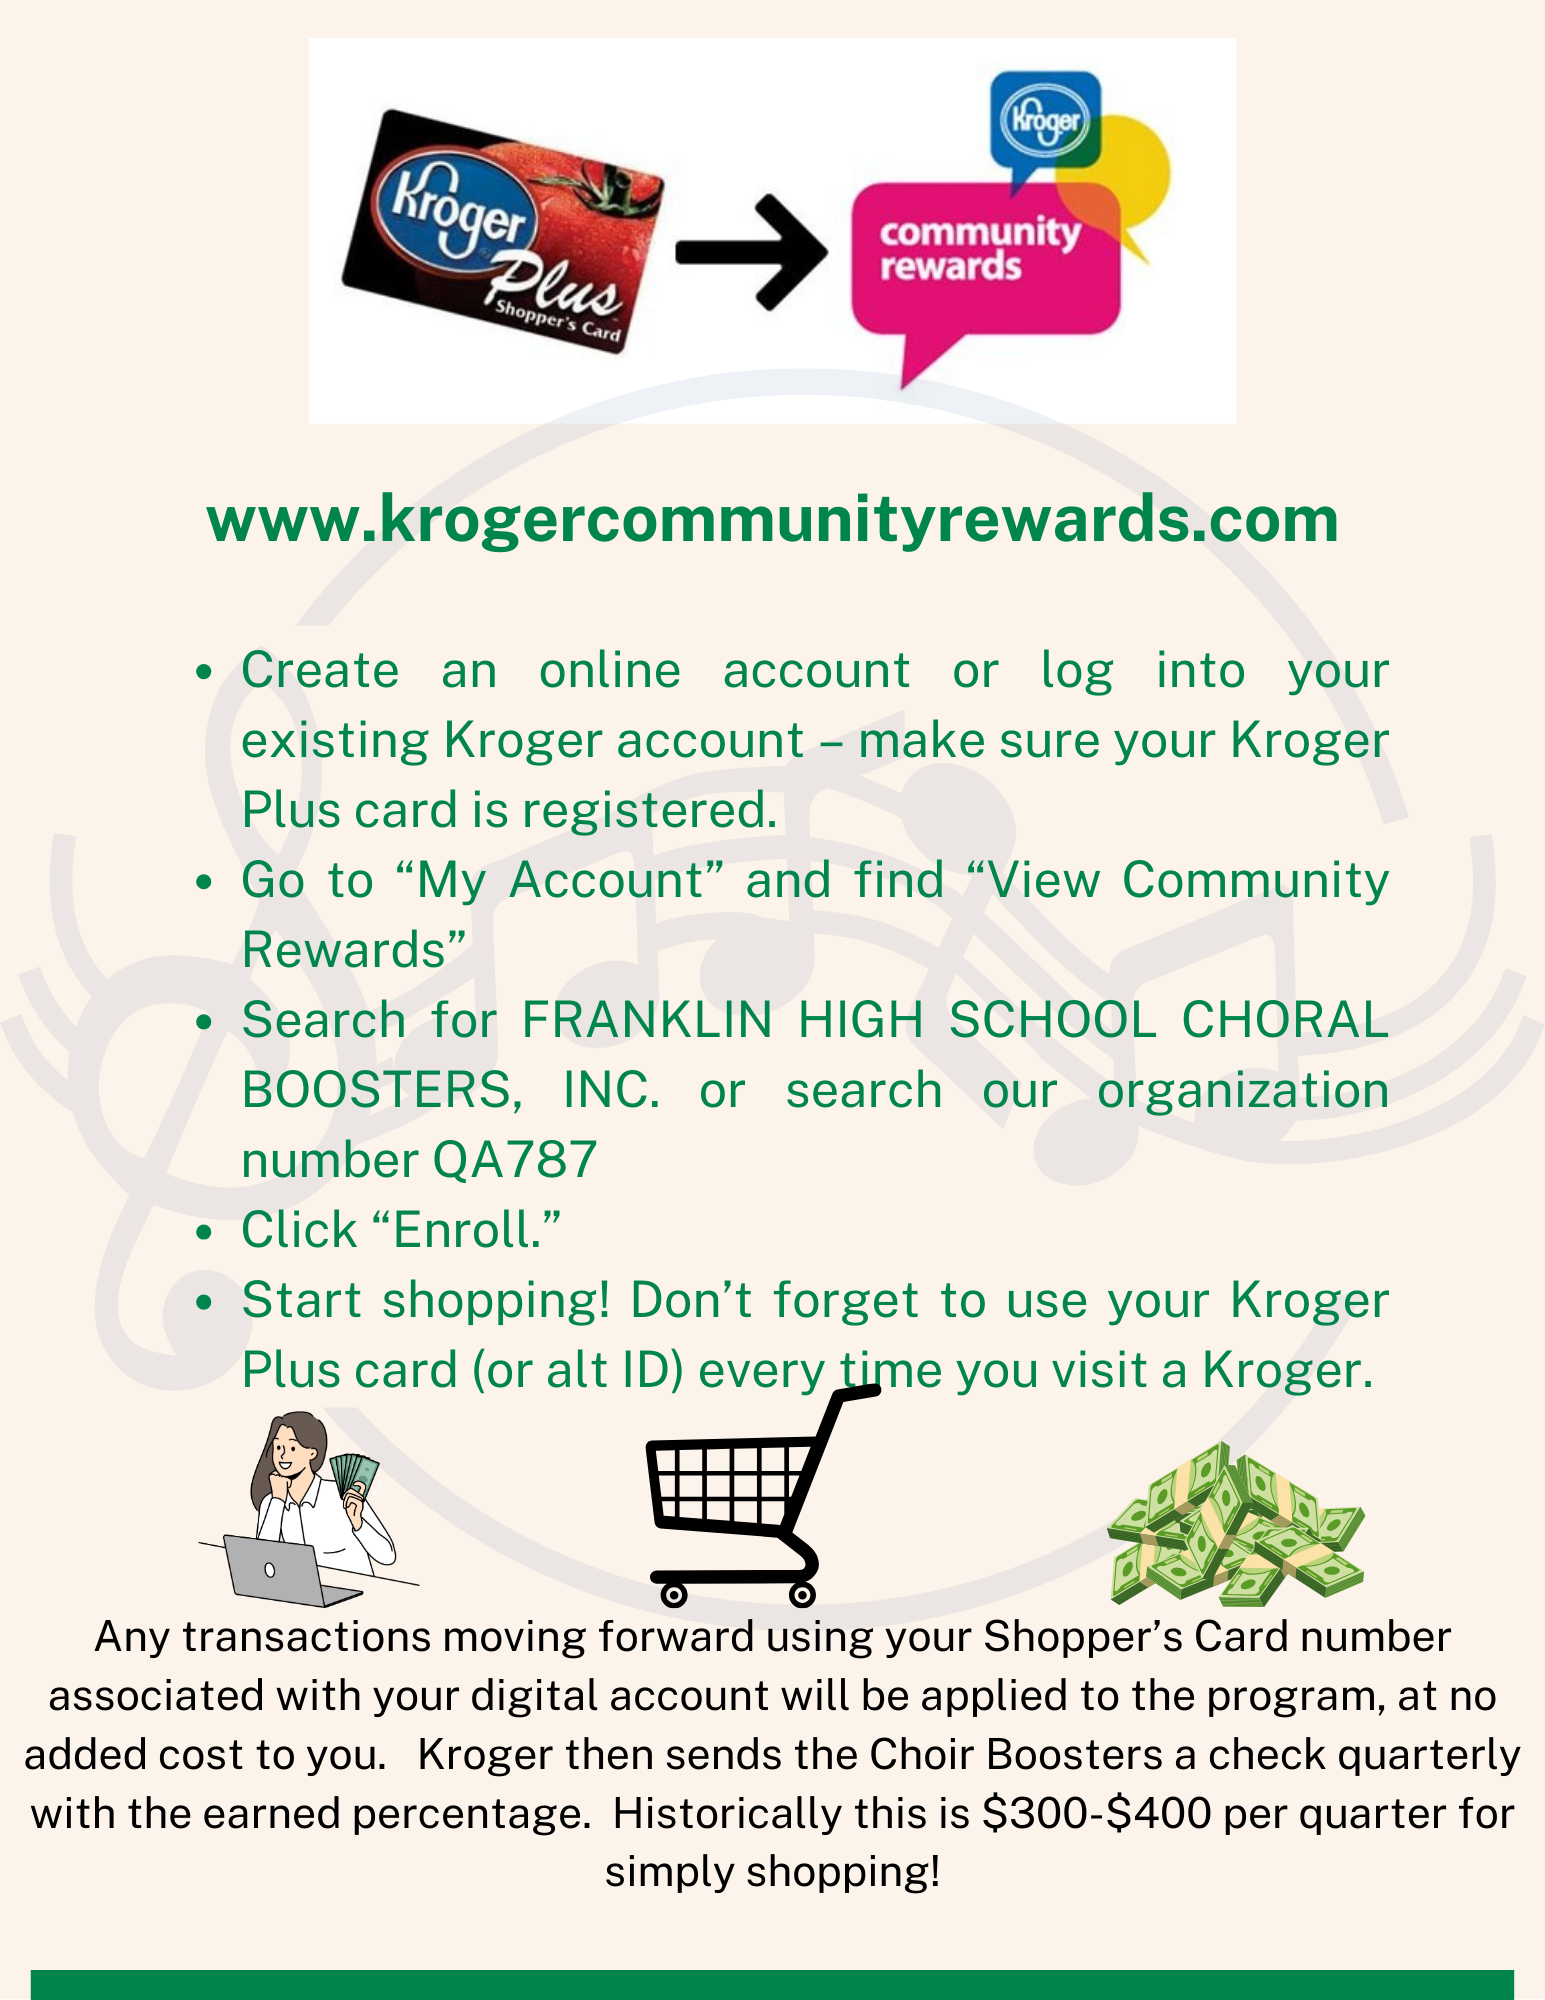 Kroger
Plus
Shopper's Card
Kroger
community
rewards
www.krogercommunityrewards.com
• Create an online account or log into your
existing Kroger account – make sure your Kroger
Plus card is registered.
• Go to “My Account” and find “View Community
Rewards”
• Search for FRANKLIN HIGH SCHOOL CHORAL
BOOSTERS, INC. or search our organization
number QA787
• Click “Enroll.”
• Start shopping! Don’t forget to use your Kroger
Plus card (or alt ID) every time you visit a Kroger.
Any transactions moving forward using your Shopper’s Card number
associated with your digital account will be applied to the program, at no
added cost to you.   Kroger then sends the Choir Boosters a check quarterly
with the earned percentage.  Historically this is $300-$400 per quarter for
simply shopping!